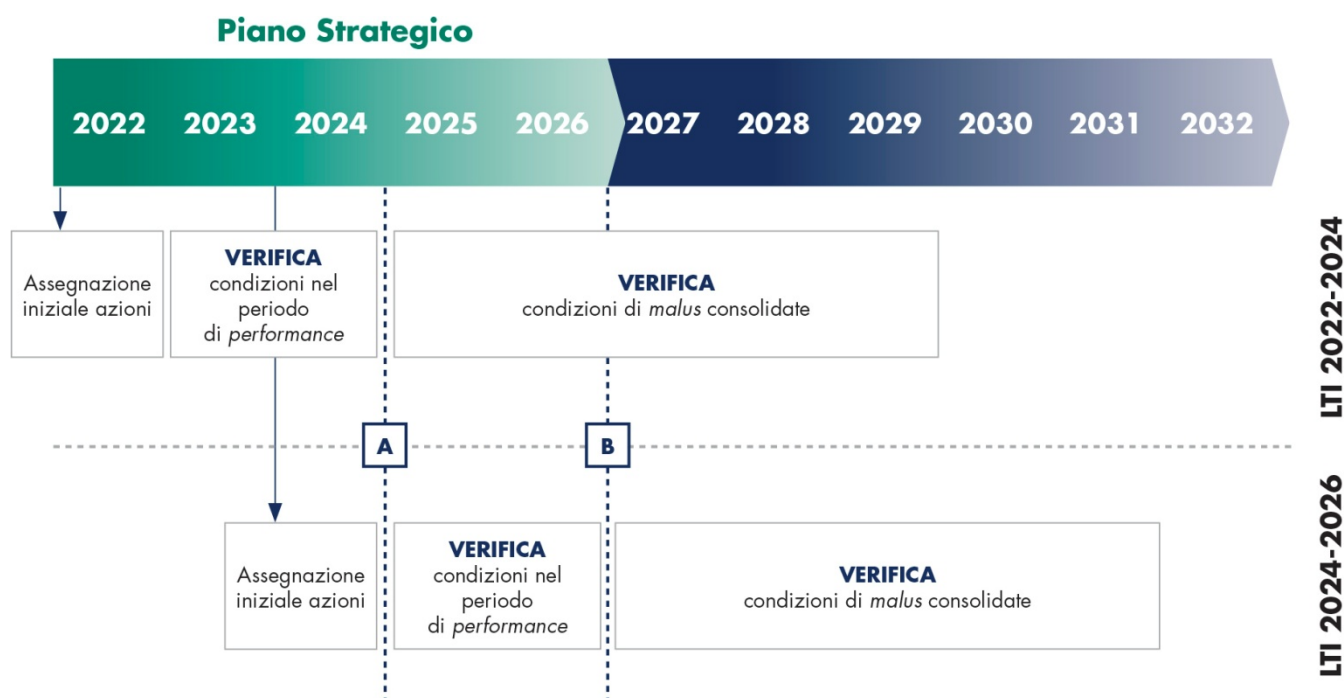 Piano Strategico
2022 2023 2024 2025 2026 2027 2028 2029 2030 2031 2032
Assegnazione
iniziale azioni
VERIFICA
condizioni nel
periodo
di performance
VERIFICA
condizioni di malus consolidate
LTI 2022-2024
A
B
Assegnazione
iniziale azioni
VERIFICA
condizioni nel
periodo
di performance
VERIFICA
condizioni di malus consolidate
LTI 2024-2026